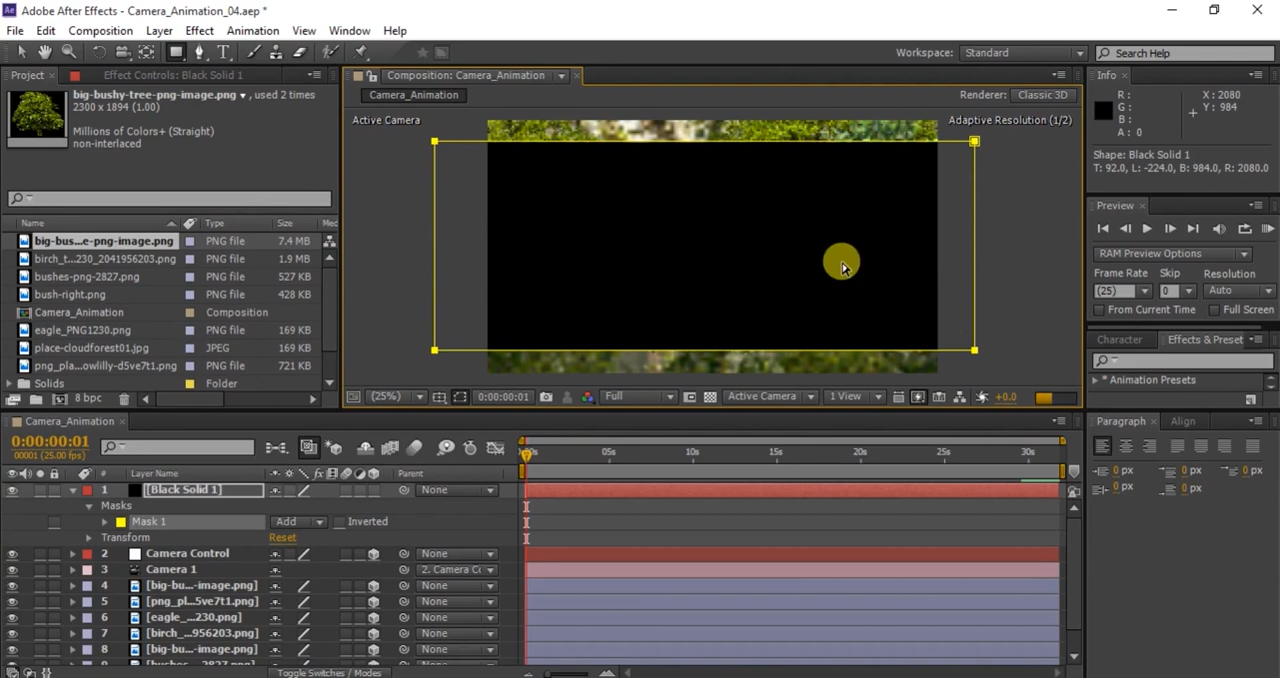 Adobe After Effects - Camera_Animation_04.aep *
File Edit Composition Layer Effect Animation View Window Help
Workspace: Standard Search Help
Project Effect Controls: Black Solid 1
big-bushy-tree-png-image.png , used 2 times
2300 x 1894 (1.00)
Millions of Colors+ (Straight)
non-interlaced
Name Type Size Med
big-bus...e-png-image.png PNG file 7.4 MB
birch_t...230_2041956203.png PNG file 1.9 MB
bushes-png-2827.png PNG file 527 KB
bush-right.png PNG file 428 KB
Camera_Animation Composition
eagle_PNG1230.png PNG file 169 KB
place-cloudforest01.jpg JPEG 169 KB
png_pla...owlilly-d5ve7t1.png PNG file 721 KB
Solids Folder
8 bpc
Composition: Camera_Animation
Camera_Animation
Renderer: Classic 3D
Active Camera
Adaptive Resolution (1/2)
(25%) 0:00:00:01 Full Active Camera 1 View +0.0
Info
R :
G :
B :
A : 0
X : 2080
Y : 984
Shape: Black Solid 1
T: 92.0, L: -224.0, B: 984.0, R: 2080.0
Preview
RAM Preview Options
Frame Rate Skip Resolution
(25) 0 Auto
From Current Time Full Screen
Character Effects & Preset
* Animation Presets
Paragraph Align
0 px 0 px 0 px
0 px 0 px
Camera_Animation
0:00:00:01
00001 (25.00 fps)
05s 10s 15s 20s 25s 30s
# Layer Name fx Parent
1 [Black Solid 1] None
Masks
Mask 1 Add Inverted
Transform Reset
2 Camera Control None
3 Camera 1 2. Camera Co
4 [big-bu...-image.png] None
5 [png_pl...5ve7t1.png] None
6 [eagle_...230.png] None
7 [birch_...956203.png] None
8 [big-bu...-image.png] None
Toggle Switches / Modes